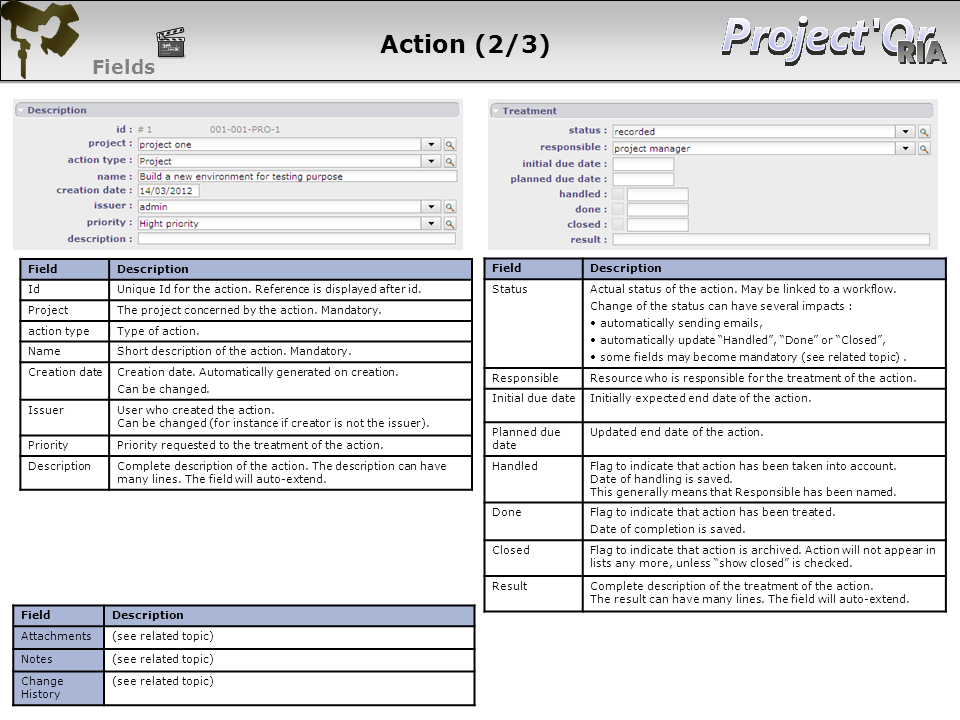 Action (2/3)
Project'Or
RIA
Fields
Description
id : # 1 001-001-PRO-1
project : project one
action type : Project
name : Build a new environment for testing purpose
creation date : 14/03/2012
issuer : admin
priority : Hight priority
description :
Treatment
status : recorded
responsible : project manager
initial due date :
planned due date :
handled :
done :
closed :
result :
Field Description
Id Unique Id for the action. Reference is displayed after id.
Project The project concerned by the action. Mandatory.
action type Type of action.
Name Short description of the action. Mandatory.
Creation date Creation date. Automatically generated on creation.
Can be changed.
Issuer User who created the action.
Can be changed (for instance if creator is not the issuer).
Priority Priority requested to the treatment of the action.
Description Complete description of the action. The description can have
many lines. The field will auto-extend.
Field Description
Status Actual status of the action. May be linked to a workflow.
Change of the status can have several impacts :
• automatically sending emails,
• automatically update “Handled”, “Done” or “Closed”,
• some fields may become mandatory (see related topic) .
Responsible Resource who is responsible for the treatment of the action.
Initial due date Initially expected end date of the action.
Planned due Updated end date of the action.
date
Handled Flag to indicate that action has been taken into account.
Date of handling is saved.
This generally means that Responsible has been named.
Done Flag to indicate that action has been treated.
Date of completion is saved.
Closed Flag to indicate that action is archived. Action will not appear in
lists any more, unless “show closed” is checked.
Result Complete description of the treatment of the action.
The result can have many lines. The field will auto-extend.
Field Description
Attachments (see related topic)
Notes (see related topic)
Change (see related topic)
History